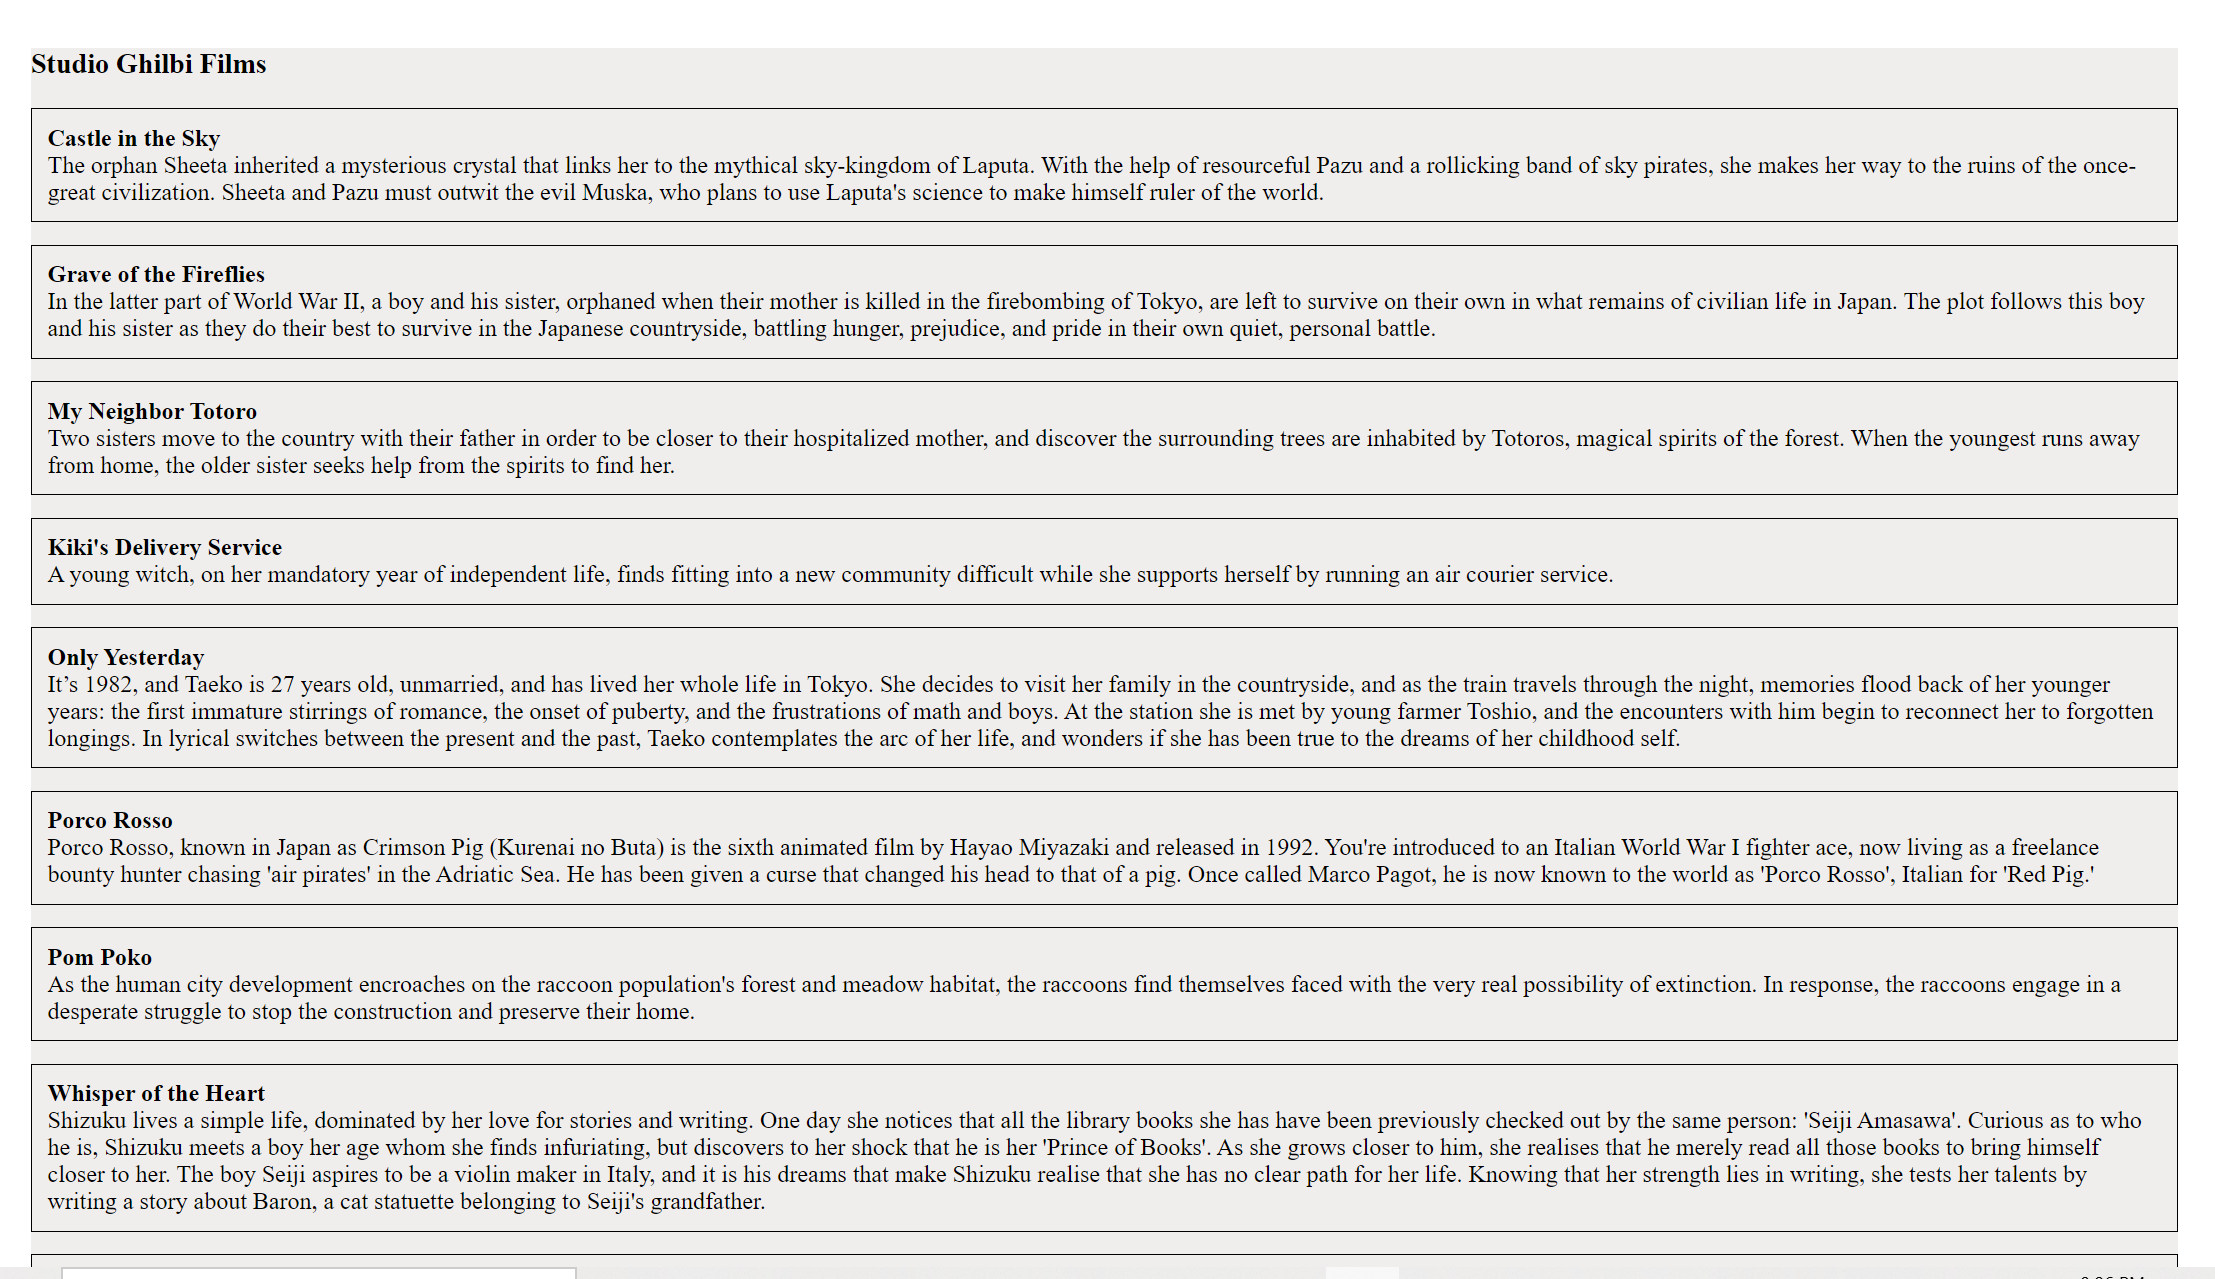 Studio Ghilbi Films
Castle in the Sky
The orphan Sheeta inherited a mysterious crystal that links her to the mythical sky-kingdom of Laputa. With the help of resourceful Pazu and a rollicking band of sky pirates, she makes her way to the ruins of the once-
great civilization. Sheeta and Pazu must outwit the evil Muska, who plans to use Laputa's science to make himself ruler of the world.
Grave of the Fireflies
In the latter part of World War II, a boy and his sister, orphaned when their mother is killed in the firebombing of Tokyo, are left to survive on their own in what remains of civilian life in Japan. The plot follows this boy
and his sister as they do their best to survive in the Japanese countryside, battling hunger, prejudice, and pride in their own quiet, personal battle.
My Neighbor Totoro
Two sisters move to the country with their father in order to be closer to their hospitalized mother, and discover the surrounding trees are inhabited by Totoros, magical spirits of the forest. When the youngest runs away
from home, the older sister seeks help from the spirits to find her.
Kiki's Delivery Service
A young witch, on her mandatory year of independent life, finds fitting into a new community difficult while she supports herself by running an air courier service.
Only Yesterday
It’s 1982, and Taeko is 27 years old, unmarried, and has lived her whole life in Tokyo. She decides to visit her family in the countryside, and as the train travels through the night, memories flood back of her younger
years: the first immature stirrings of romance, the onset of puberty, and the frustrations of math and boys. At the station she is met by young farmer Toshio, and the encounters with him begin to reconnect her to forgotten
longings. In lyrical switches between the present and the past, Taeko contemplates the arc of her life, and wonders if she has been true to the dreams of her childhood self.
Porco Rosso
Porco Rosso, known in Japan as Crimson Pig (Kurenai no Buta) is the sixth animated film by Hayao Miyazaki and released in 1992. You're introduced to an Italian World War I fighter ace, now living as a freelance
bounty hunter chasing 'air pirates' in the Adriatic Sea. He has been given a curse that changed his head to that of a pig. Once called Marco Pagot, he is now known to the world as 'Porco Rosso', Italian for 'Red Pig.'
Pom Poko
As the human city development encroaches on the raccoon population's forest and meadow habitat, the raccoons find themselves faced with the very real possibility of extinction. In response, the raccoons engage in a
desperate struggle to stop the construction and preserve their home.
Whisper of the Heart
Shizuku lives a simple life, dominated by her love for stories and writing. One day she notices that all the library books she has have been previously checked out by the same person: 'Seiji Amasawa'. Curious as to who
he is, Shizuku meets a boy her age whom she finds infuriating, but discovers to her shock that he is her 'Prince of Books'. As she grows closer to him, she realises that he merely read all those books to bring himself
closer to her. The boy Seiji aspires to be a violin maker in Italy, and it is his dreams that make Shizuku realise that she has no clear path for her life. Knowing that her strength lies in writing, she tests her talents by
writing a story about Baron, a cat statuette belonging to Seiji's grandfather.